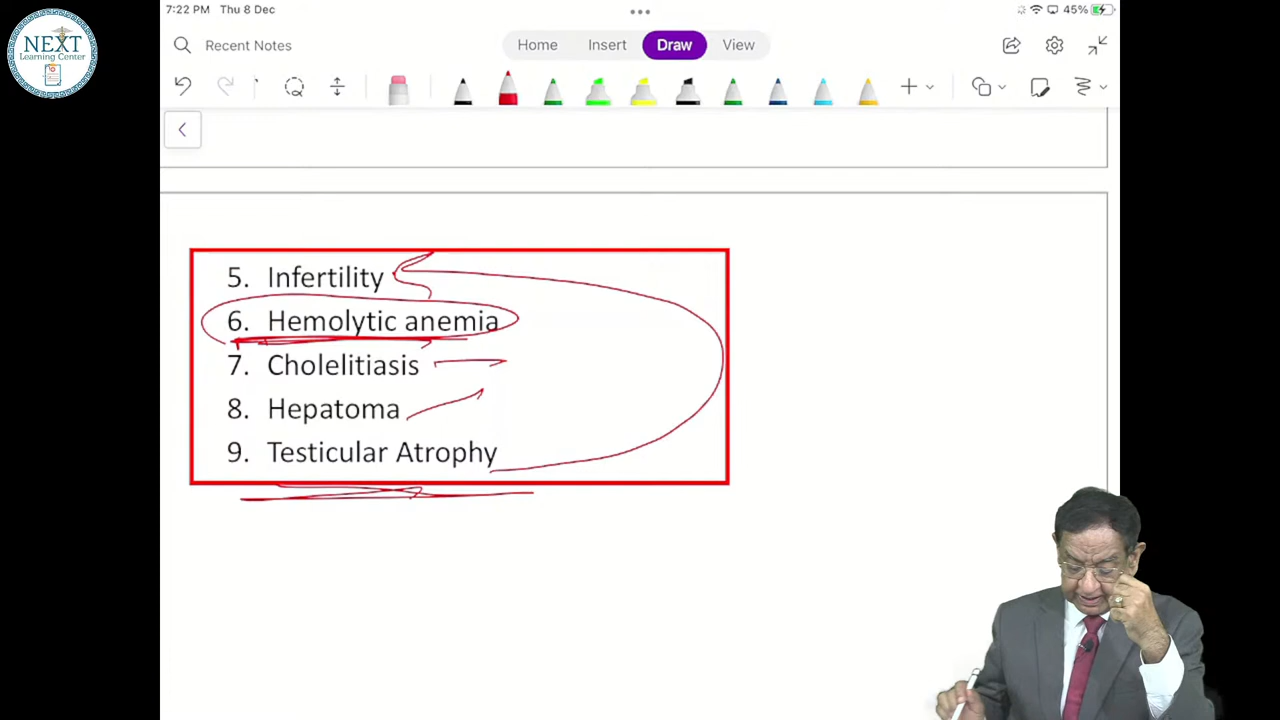 7:22 PM Thu 8 Dec
45%
NEXT
Learning Center
Recent Notes
Home
Insert
Draw
View
5. Infertility
6. Hemolytic anemia
7. Cholelitiasis
8. Hepatoma
9. Testicular Atrophy